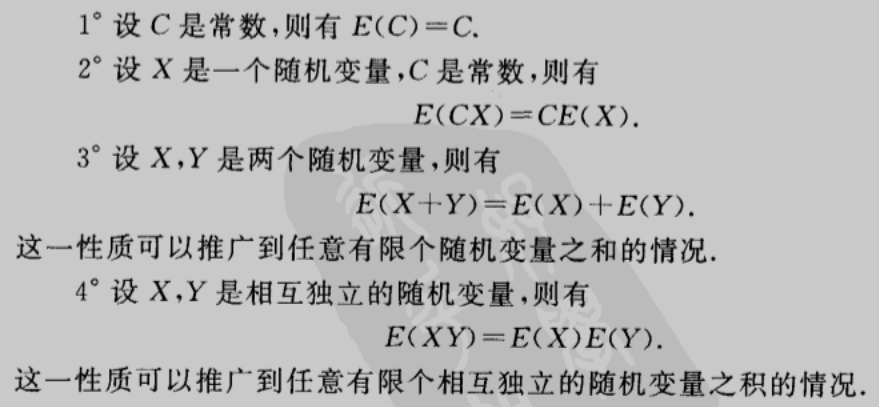 1° 设 C 是常数,则有 E(C)=C.
2° 设 X 是一个随机变量,C 是常数,则有
E(CX)=CE(X).
3° 设 X,Y 是两个随机变量,则有
E(X+Y)=E(X)+E(Y).
这一性质可以推广到任意有限个随机变量之和的情况.
4° 设 X,Y 是相互独立的随机变量,则有
E(XY)=E(X)E(Y).
这一性质可以推广到任意有限个相互独立的随机变量之积的情况.